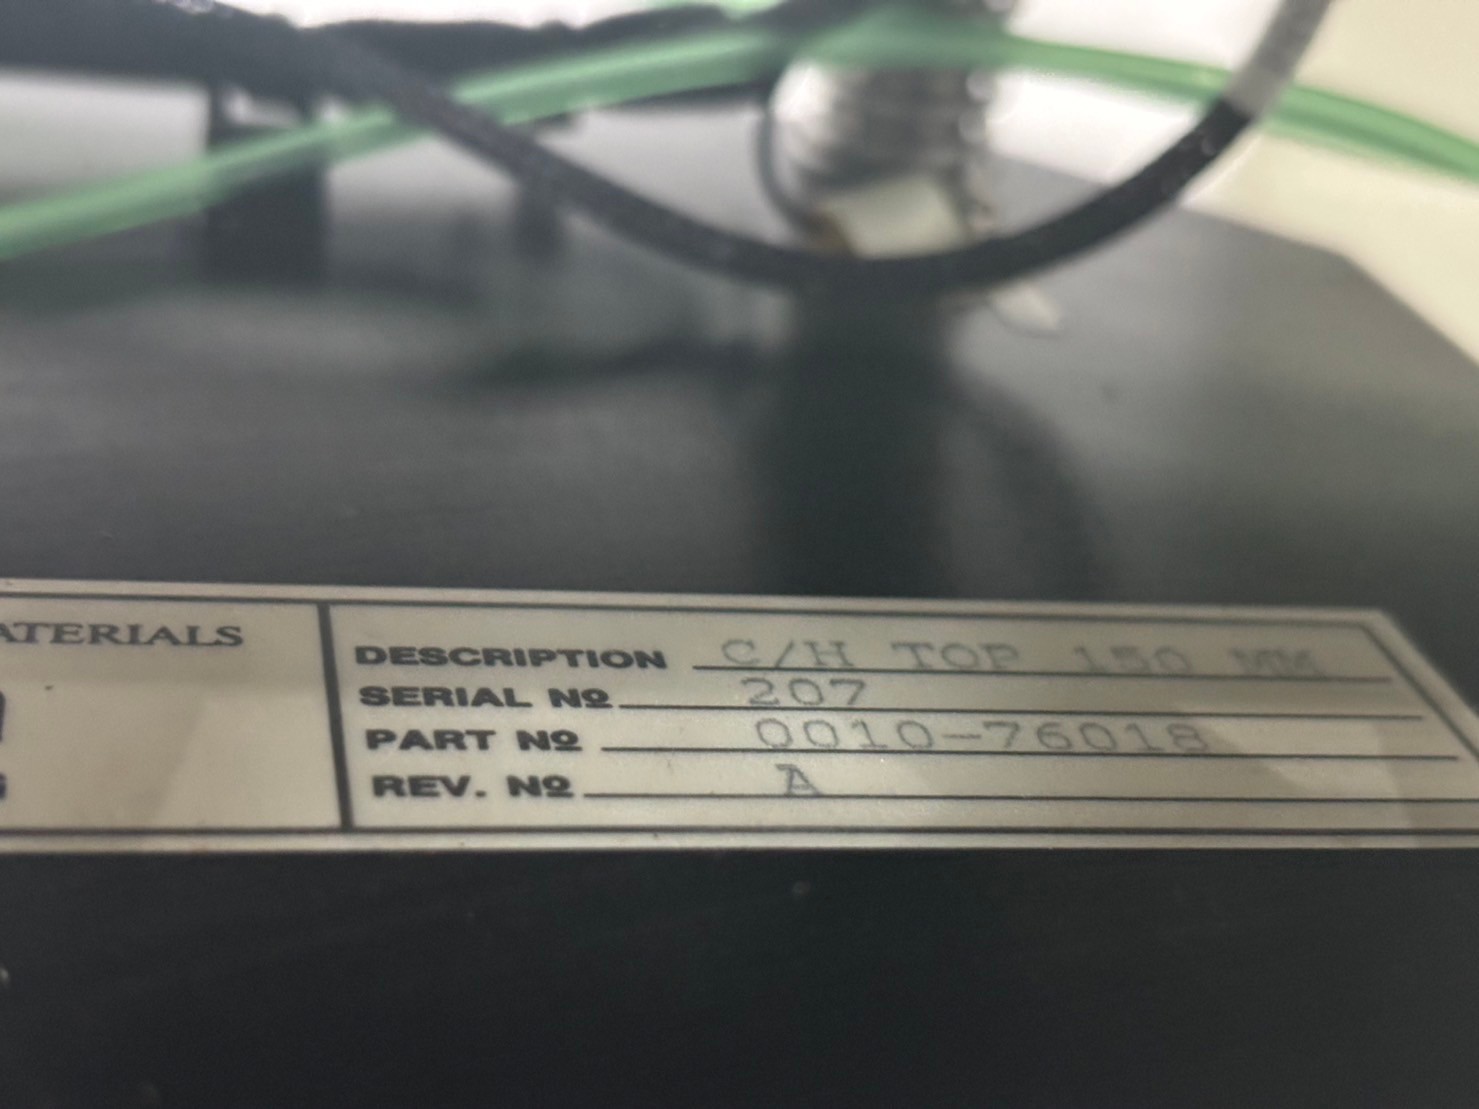 ATERIALS
DESCRIPTION C/H TOP 150 MM
SERIAL Nº 207
PART Nº 0010-76018
REV. Nº A